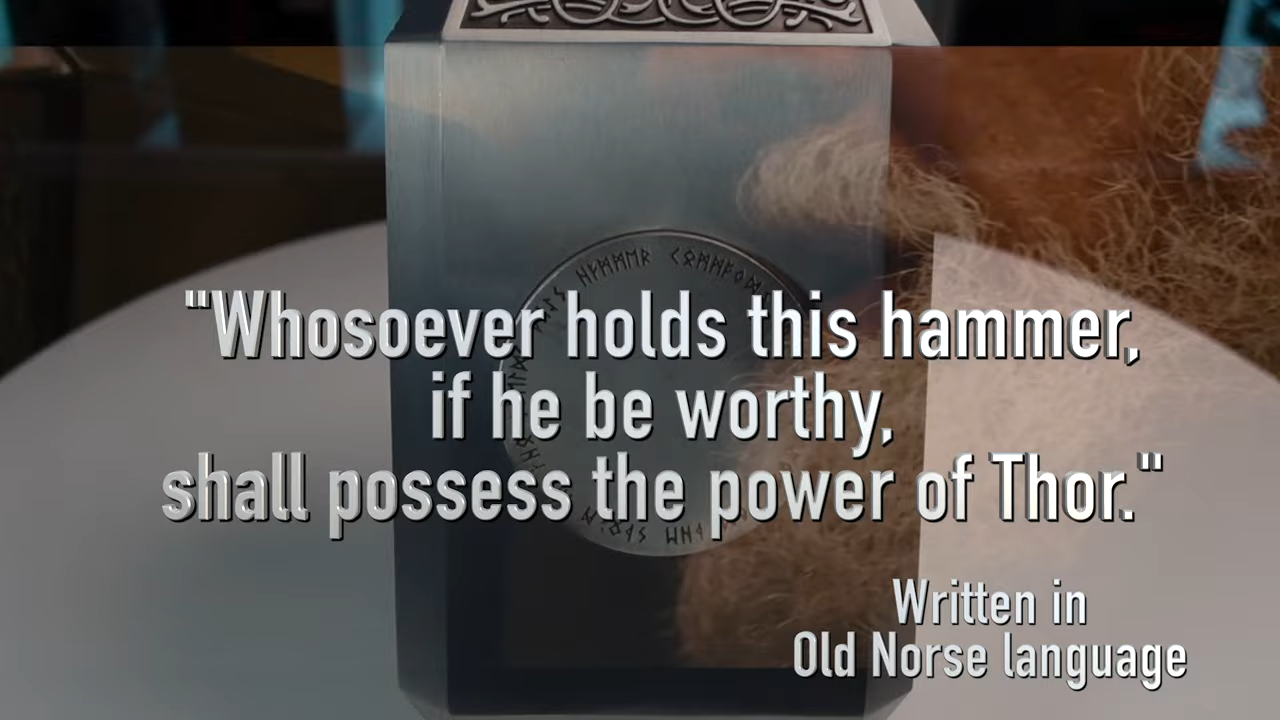 "Whosoever holds this hammer,
if he be worthy,
shall possess the power of Thor."
Written in
Old Norse language